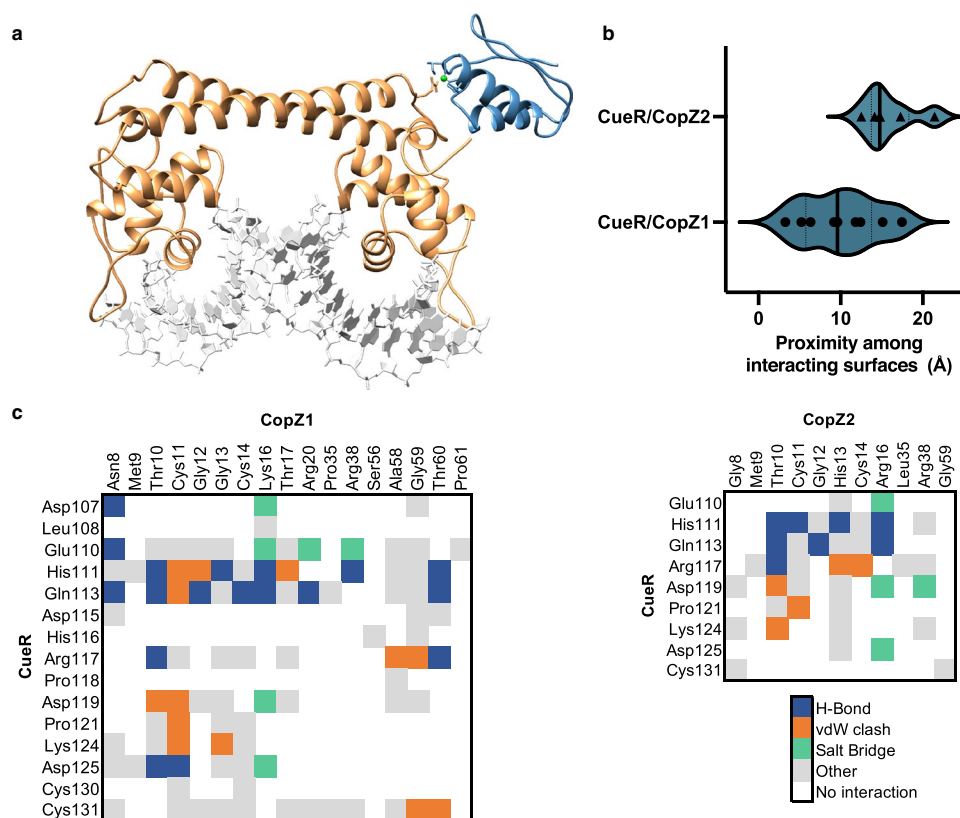 a
b
CueR/CopZ2
CueR/CopZ1
0 10 20
Proximity among
interacting surfaces (Å)
c
CopZ1
Asn8 Met9 Thr10 Cys11 Gly12 Gly13 Cys14 Lys16 Thr17 Arg20 Pro35 Arg38 Ser56 Ala58 Gly59 Thr60 Pro61
CueR
Asp107
Leu108
Glu110
His111
Gln113
Asp115
His116
Arg117
Pro118
Asp119
Pro121
Lys124
Asp125
Cys130
Cys131
CopZ2
Gly8 Met9 Thr10 Cys11 Gly12 His13 Cys14 Arg16 Leu35 Arg38 Gly59
CueR
Glu110
His111
Gln113
Arg117
Asp119
Pro121
Lys124
Asp125
Cys131
H-Bond
vdW clash
Salt Bridge
Other
No interaction